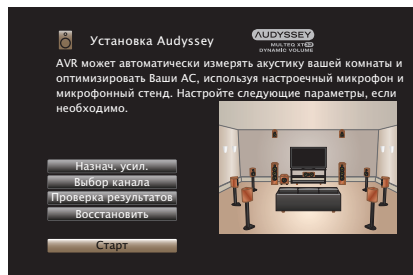 Установка Audyssey
AUDYSSEY
MULTEQ XT32
DYNAMIC VOLUME
AVR может автоматически измерять акустику вашей комнаты и
оптимизировать Ваши АС, используя настроечный микрофон и
микрофонный стенд. Настройте следующие параметры, если
необходимо.
Назнач. усил.
Выбор канала
Проверка результатов
Восстановить
Старт